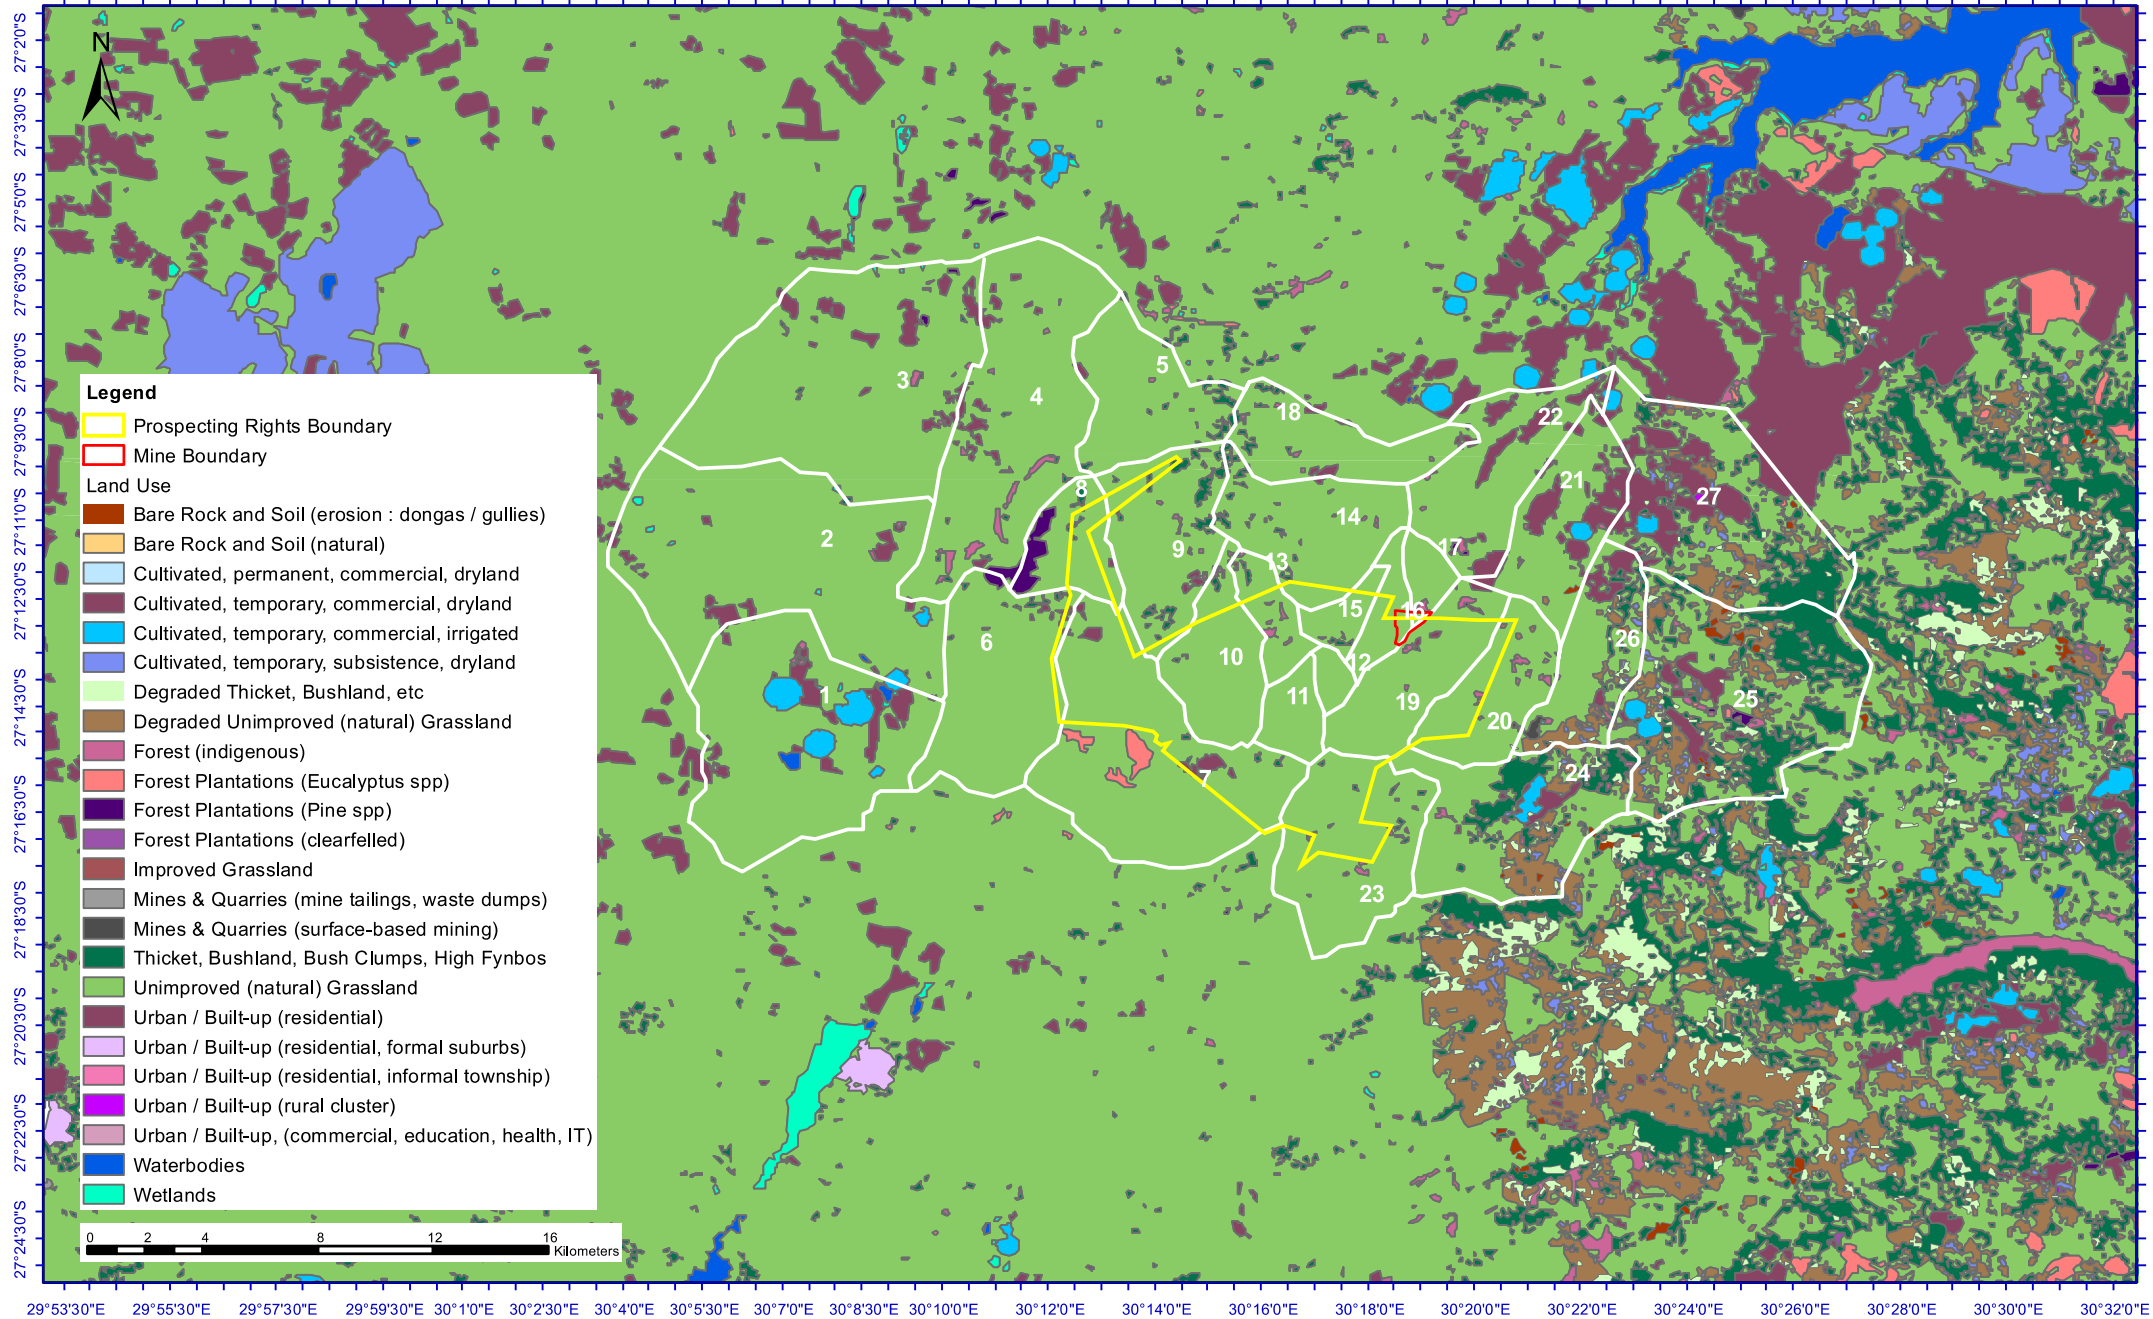 N
27°2'0"S
27°3'30"S
27°5'0"S
27°6'30"S
27°8'0"S
27°9'30"S
27°11'0"S
27°12'30"S
27°14'30"S
27°16'30"S
27°18'30"S
27°20'30"S
27°22'30"S
27°24'30"S
Legend
Prospecting Rights Boundary
Mine Boundary
Land Use
Bare Rock and Soil (erosion : dongas / gullies)
Bare Rock and Soil (natural)
Cultivated, permanent, commercial, dryland
Cultivated, temporary, commercial, dryland
Cultivated, temporary, commercial, irrigated
Cultivated, temporary, subsistence, dryland
Degraded Thicket, Bushland, etc
Degraded Unimproved (natural) Grassland
Forest (indigenous)
Forest Plantations (Eucalyptus spp)
Forest Plantations (Pine spp)
Forest Plantations (clearfelled)
Improved Grassland
Mines & Quarries (mine tailings, waste dumps)
Mines & Quarries (surface-based mining)
Thicket, Bushland, Bush Clumps, High Fynbos
Unimproved (natural) Grassland
Urban / Built-up (residential)
Urban / Built-up (residential, formal suburbs)
Urban / Built-up (residential, informal township)
Urban / Built-up (rural cluster)
Urban / Built-up, (commercial, education, health, IT)
Waterbodies
Wetlands
0 2 4 8 12 16
Kilometers
3
4
5
18
22
21
27
8
2
9
14
13
17
15
16
6
10
12
26
1
11
19
20
25
7
24
23
29°53'30"E 29°55'30"E 29°57'30"E 29°59'30"E 30°1'0"E 30°2'30"E 30°4'0"E 30°5'30"E 30°7'0"E 30°8'30"E 30°10'0"E 30°12'0"E 30°14'0"E 30°16'0"E 30°18'0"E 30°20'0"E 30°22'0"E 30°24'0"E 30°26'0"E 30°28'0"E 30°30'0"E 30°32'0"E